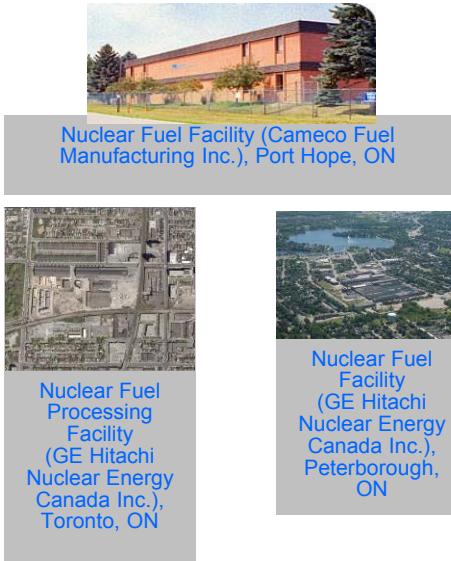 Nuclear Fuel Facility (Cameco Fuel
Manufacturing Inc.), Port Hope, ON
Nuclear Fuel
Processing
Facility
(GE Hitachi
Nuclear Energy
Canada Inc.),
Toronto, ON
Nuclear Fuel
Facility
(GE Hitachi
Nuclear Energy
Canada Inc.),
Peterborough,
ON